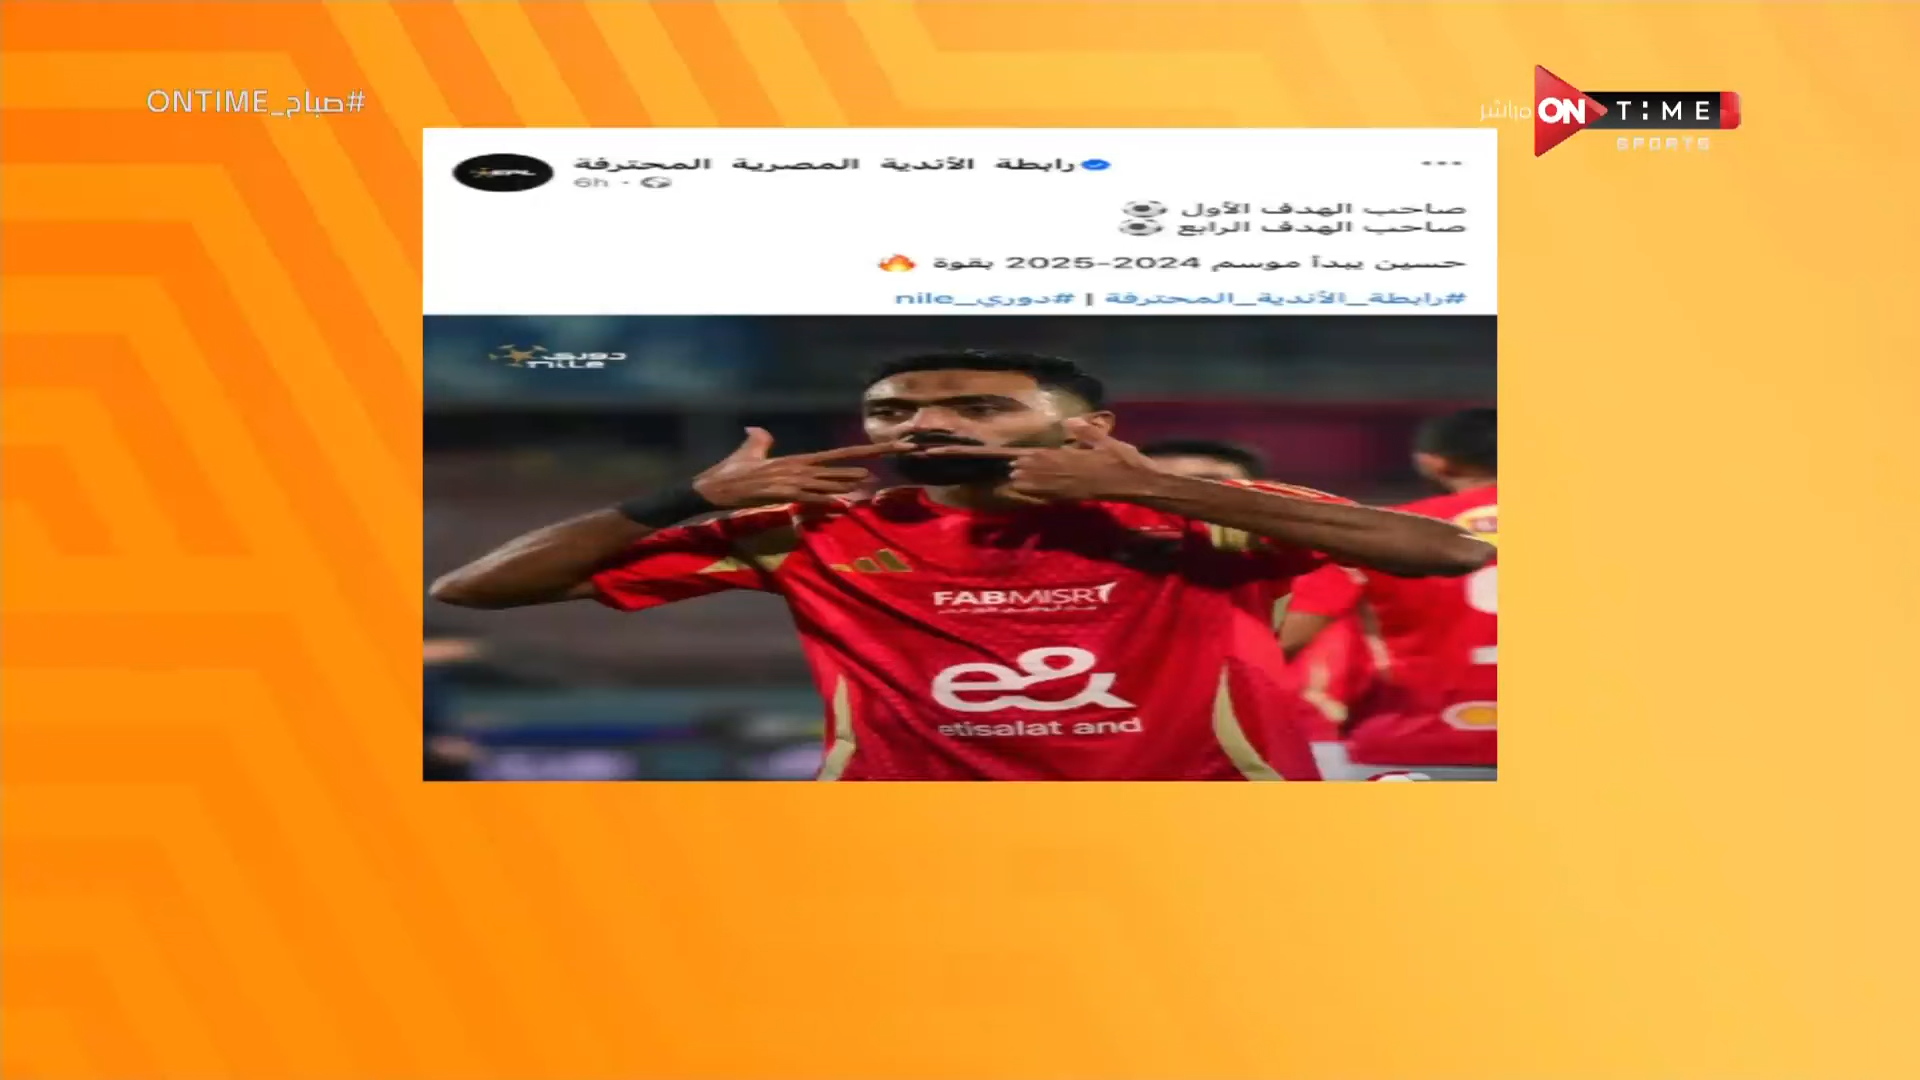 #صباح_ONTIME
مباشر ON TIME
SPORTS
رابطة الأندية المصرية المحترفة
6h
صاحب الهدف الأول ⚽
صاحب الهدف الرابع ⚽
حسين يبدأ موسم 2024-2025 بقوة 🔥
#رابطة_الأندية_المحترفة | #دوري_nile
دوري
nile
FABMISR
e&
etisalat and